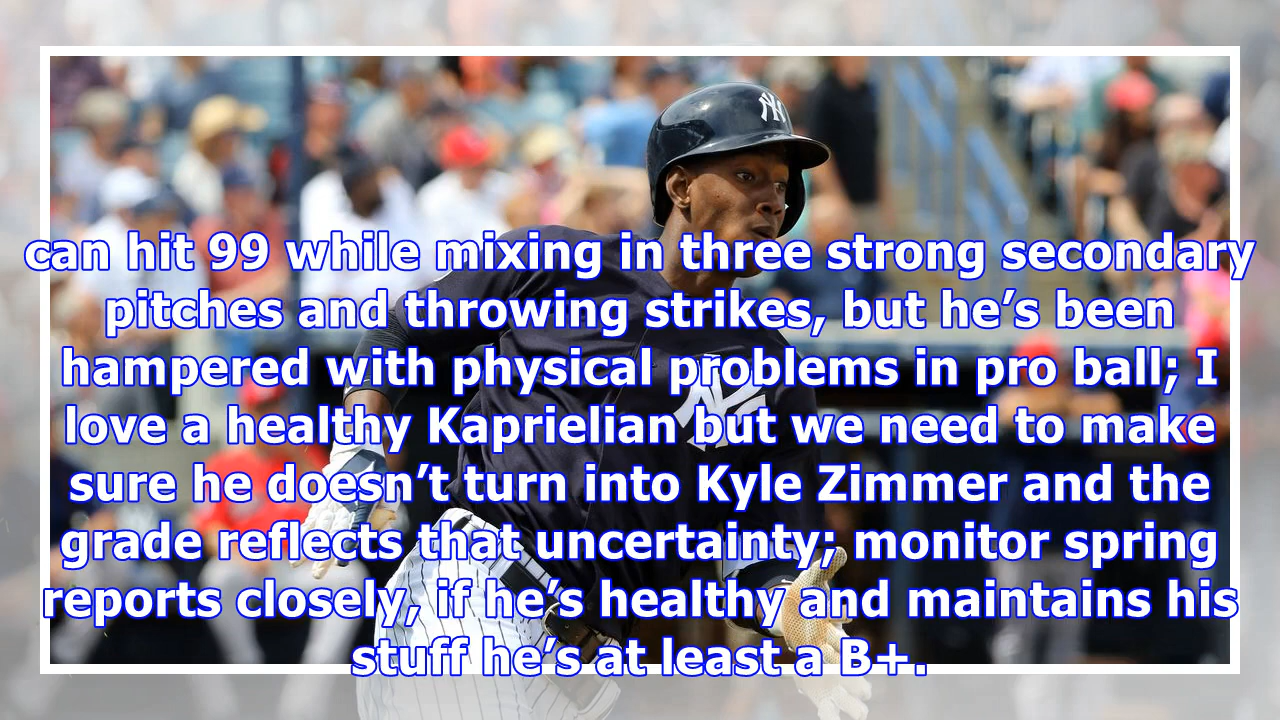 NY
can hit 99 while mixing in three strong secondary
pitches and throwing strikes, but he’s been
hampered with physical problems in pro ball; I
love a healthy Kaprielian but we need to make
sure he doesn’t turn into Kyle Zimmer and the
grade reflects that uncertainty; monitor spring
reports closely, if he’s healthy and maintains his
stuff he’s at least a B+.